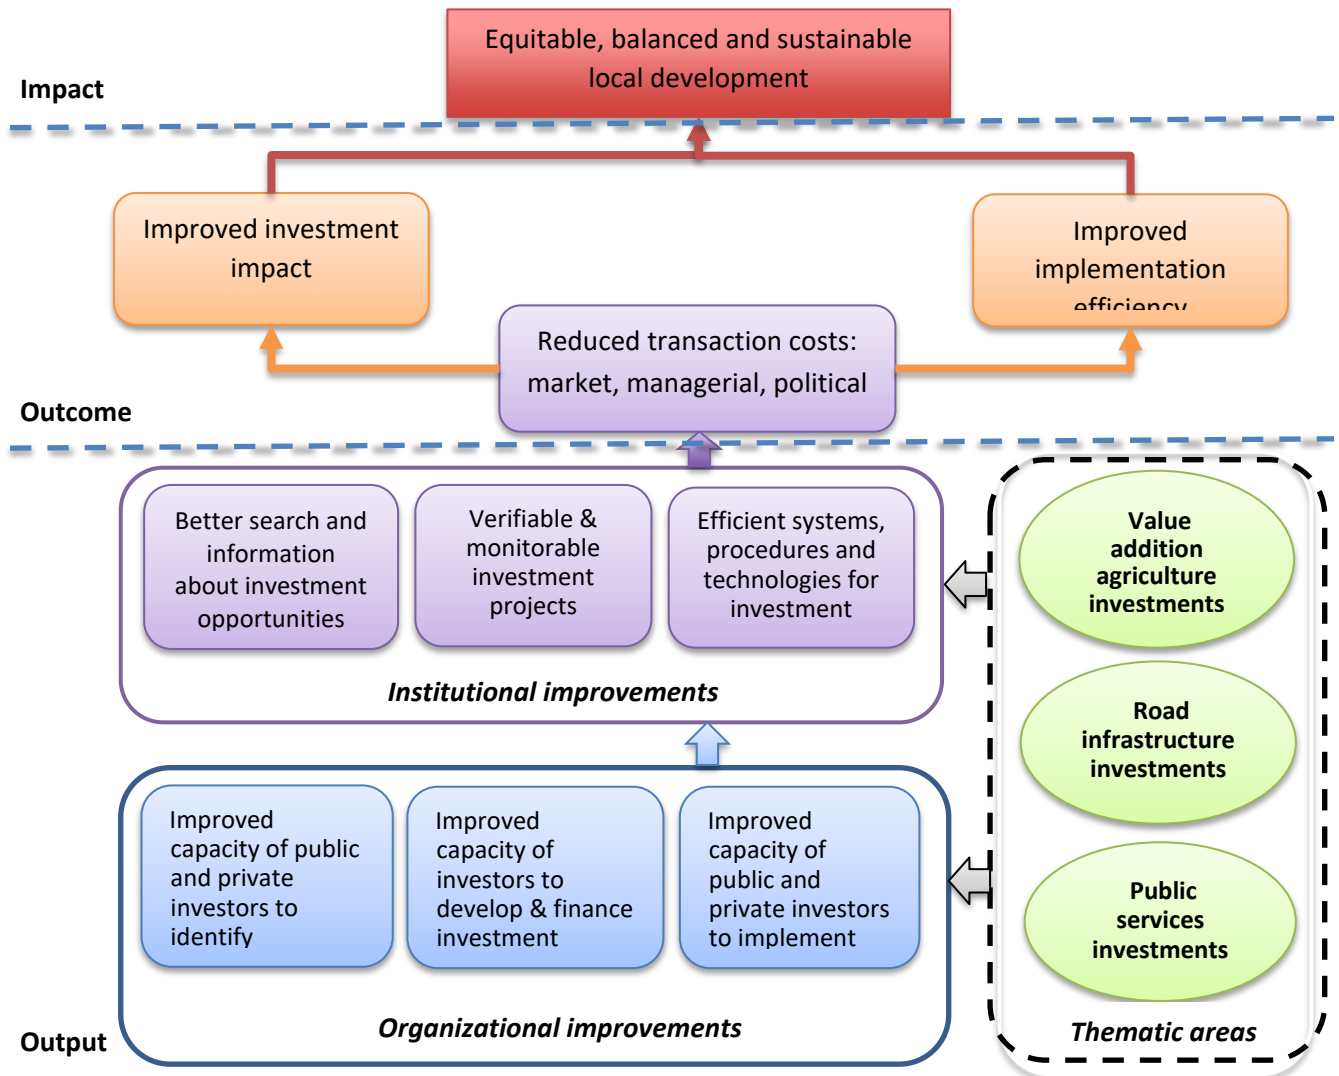 Equitable, balanced and sustainable
local development
Impact
Improved investment
impact
Improved
implementation
efficiency
Reduced transaction costs:
market, managerial, political
Outcome
Better search and
information
about investment
opportunities
Verifiable &
monitorable
investment
projects
Efficient systems,
procedures and
technologies for
investment
Institutional improvements
Value
addition
agriculture
investments
Road
infrastructure
investments
Public
services
investments
Thematic areas
Improved
capacity of public
and private
investors to
identify
Improved
capacity of
investors to
develop & finance
investment
Improved
capacity of
public and
private investors
to implement
Organizational improvements
Output